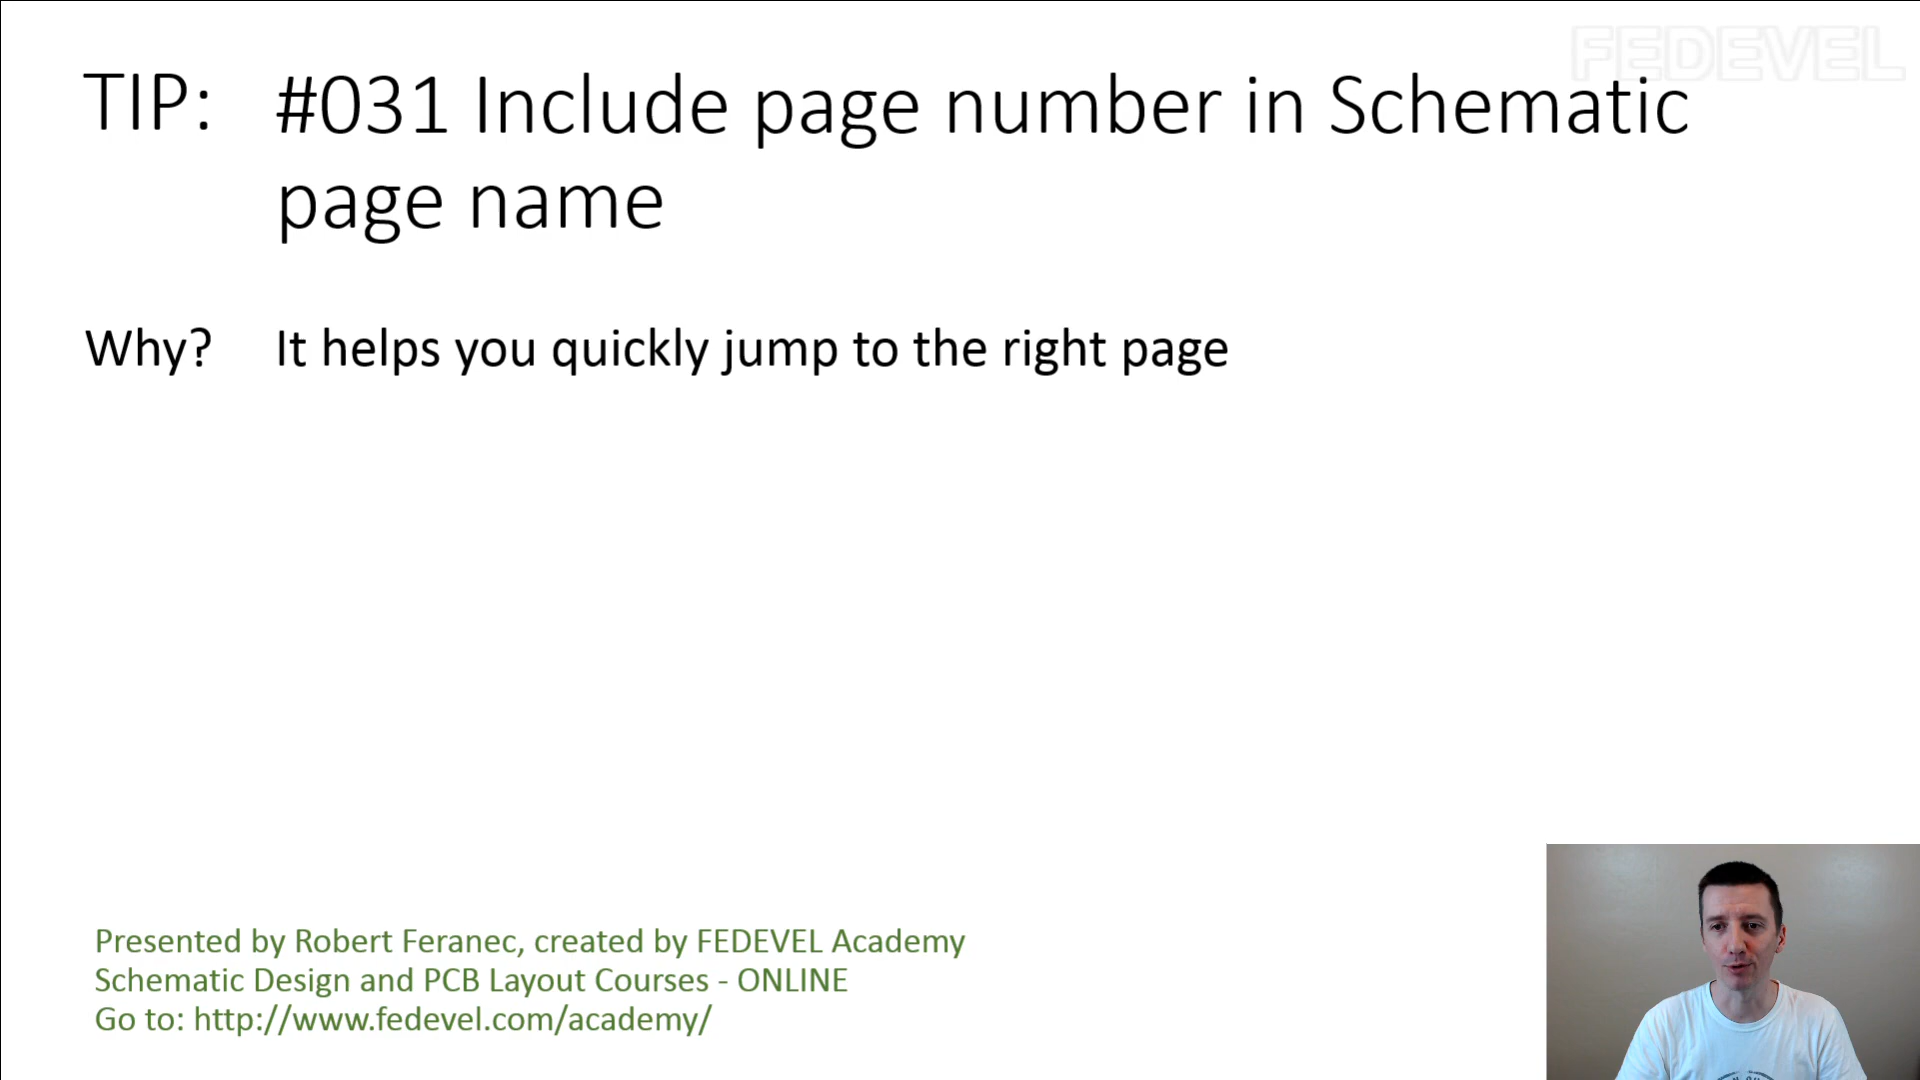 FEDEVEL
TIP: #031 Include page number in Schematic
page name
Why? It helps you quickly jump to the right page
Presented by Robert Feranec, created by FEDEVEL Academy
Schematic Design and PCB Layout Courses - ONLINE
Go to: http://www.fedevel.com/academy/